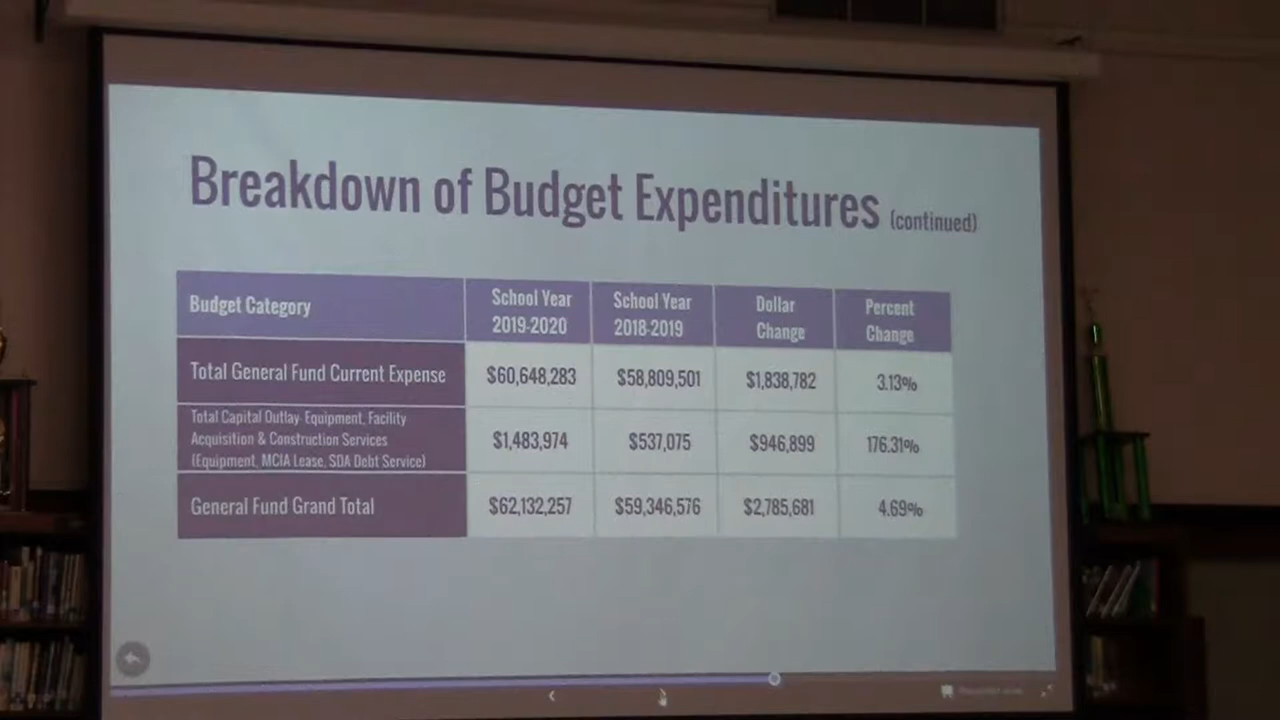 Breakdown of Budget Expenditures (continued)
Budget Category
School Year
2019-2020
School Year
2018-2019
Dollar
Change
Percent
Change
Total General Fund Current Expense
$60,648,283
$58,809,501
$1,838,782
3.13%
Total Capital Outlay- Equipment, Facility
Acquisition & Construction Services
(Equipment, MCIA Lease, SDA Debt Service)
$1,483,974
$537,075
$946,899
176.31%
General Fund Grand Total
$62,132,257
$59,346,576
$2,785,681
4.69%